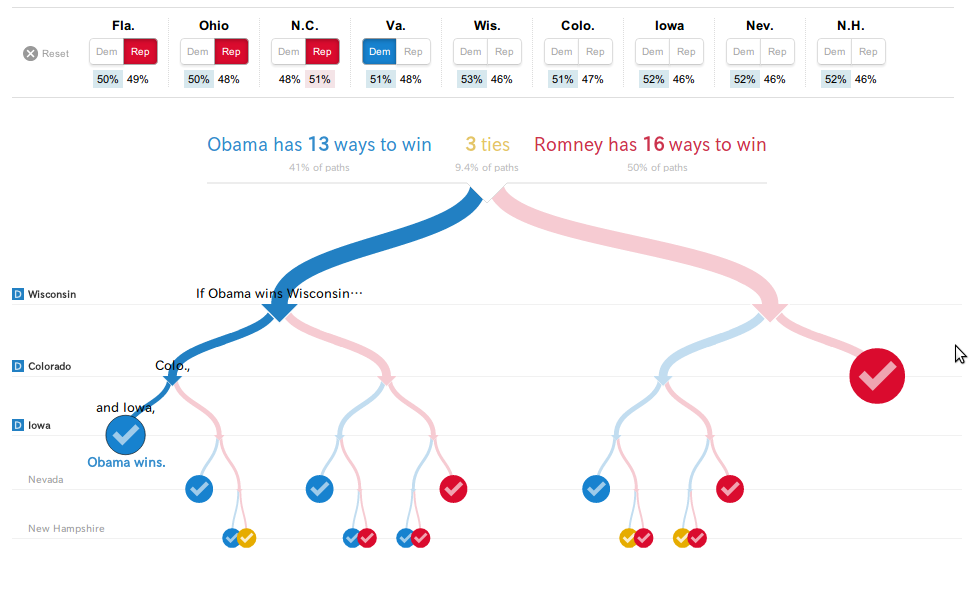 Fla. Ohio N.C. Va. Wis. Colo. Iowa Nev. N.H.
Reset Dem Rep Dem Rep Dem Rep Dem Rep Dem Rep Dem Rep Dem Rep Dem Rep Dem Rep
50% 49% 50% 48% 48% 51% 51% 48% 53% 46% 51% 47% 52% 46% 52% 46% 52% 46%
Obama has 13 ways to win 3 ties Romney has 16 ways to win
41% of paths 9.4% of paths 50% of paths
D Wisconsin If Obama wins Wisconsin…
D Colorado Colo.,
and Iowa,
D Iowa
Obama wins.
Nevada
New Hampshire